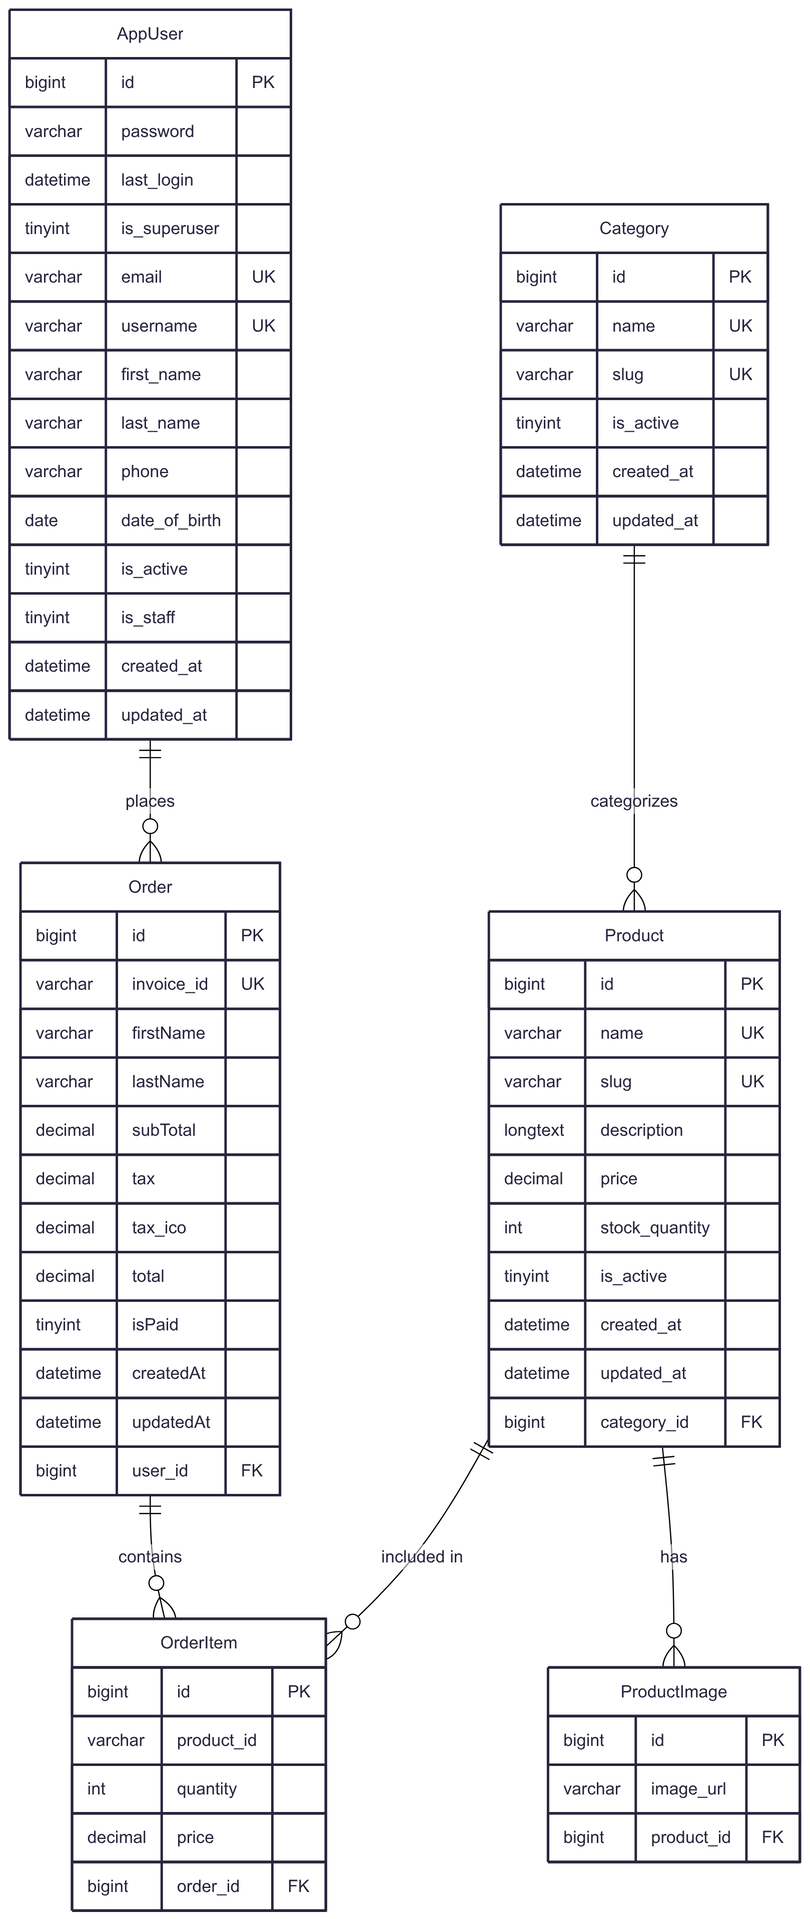 AppUser
bigint id PK
varchar password
datetime last_login
tinyint is_superuser
varchar email UK
varchar username UK
varchar first_name
varchar last_name
varchar phone
date date_of_birth
tinyint is_active
tinyint is_staff
datetime created_at
datetime updated_at
Category
bigint id PK
varchar name UK
varchar slug UK
tinyint is_active
datetime created_at
datetime updated_at
places
categorizes
Order
bigint id PK
varchar invoice_id UK
varchar firstName
varchar lastName
decimal subTotal
decimal tax
decimal tax_ico
decimal total
tinyint isPaid
datetime createdAt
datetime updatedAt
bigint user_id FK
Product
bigint id PK
varchar name UK
varchar slug UK
longtext description
decimal price
int stock_quantity
tinyint is_active
datetime created_at
datetime updated_at
bigint category_id FK
contains
included in
has
OrderItem
bigint id PK
varchar product_id
int quantity
decimal price
bigint order_id FK
ProductImage
bigint id PK
varchar image_url
bigint product_id FK